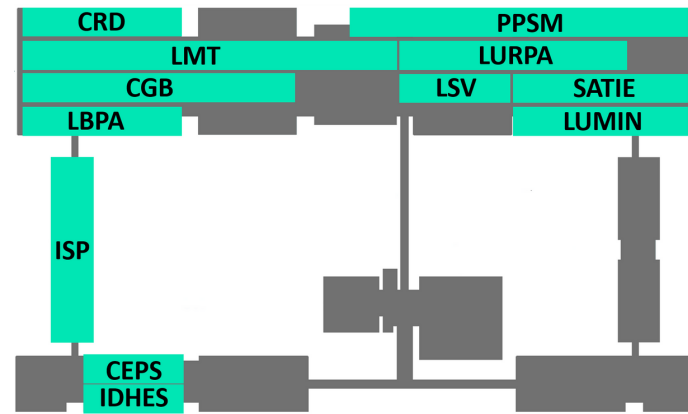 CRD
PPSM
LMT
LURPA
CGB
LSV
SATIE
LBPA
LUMIN
ISP
CEPS
IDHES